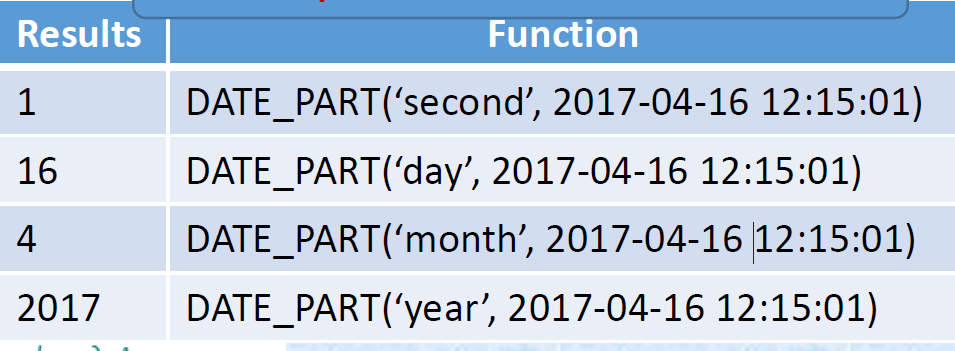 Results Function
1 DATE_PART(‘second’, 2017-04-16 12:15:01)
16 DATE_PART(‘day’, 2017-04-16 12:15:01)
4 DATE_PART(‘month’, 2017-04-16 12:15:01)
2017 DATE_PART(‘year’, 2017-04-16 12:15:01)